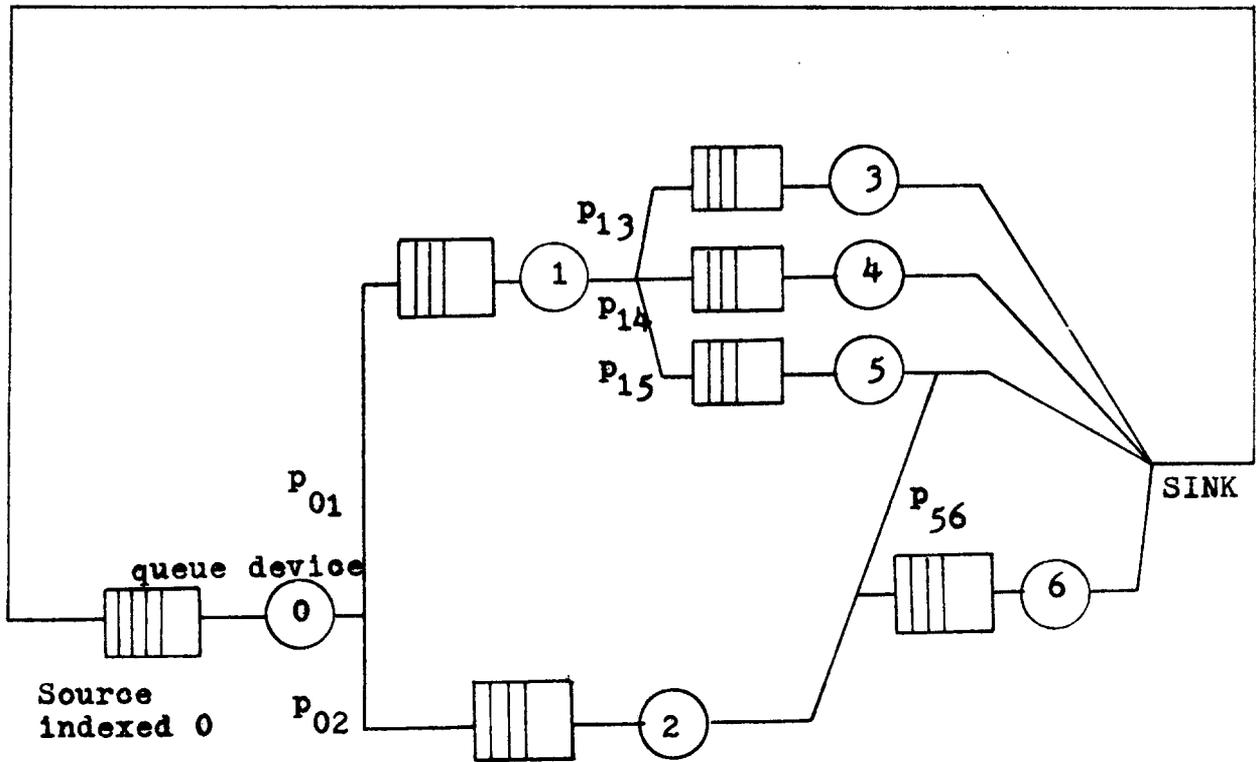 3
p13
1
4
p14
p15
5
p01
SINK
p56
queue device
0
6
Source
indexed 0
p02
2